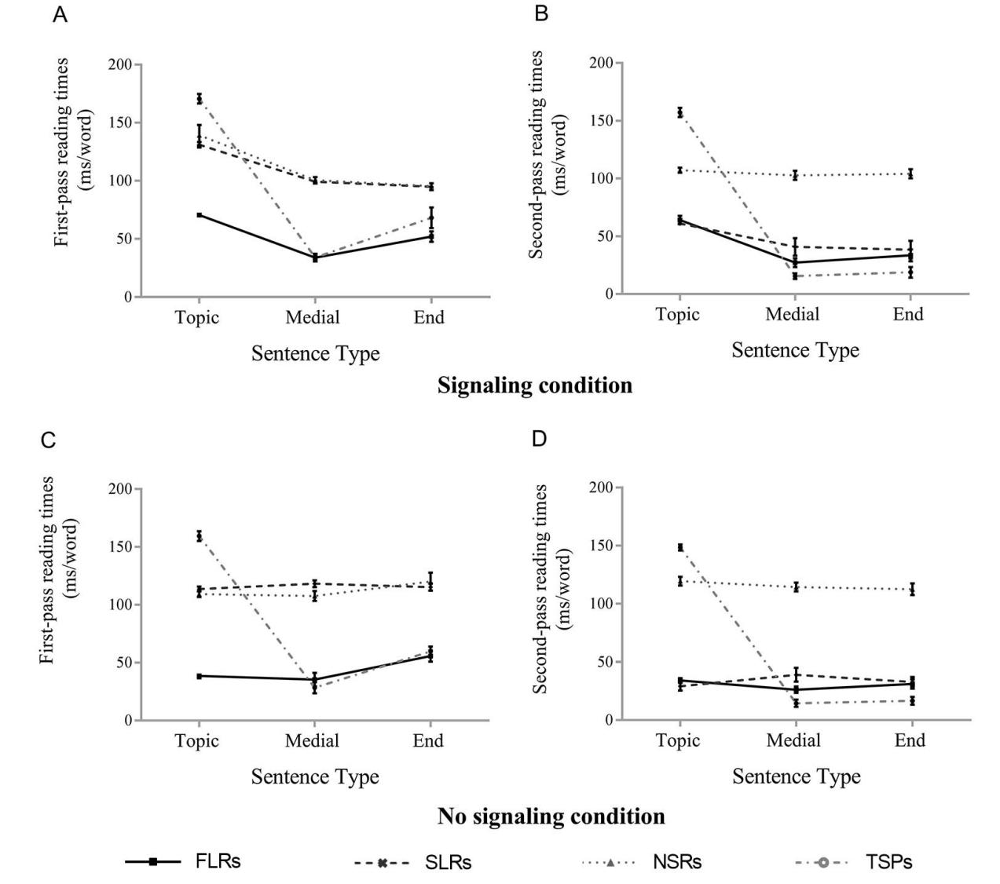 A
First-pass reading times
(ms/word)
200
150
100
50
0
Topic Medial End
Sentence Type
B
Second-pass reading times
(ms/word)
200
150
100
50
0
Topic Medial End
Sentence Type
Signaling condition
C
First-pass reading times
(ms/word)
200
150
100
50
0
Topic Medial End
Sentence Type
D
Second-pass reading times
(ms/word)
200
150
100
50
0
Topic Medial End
Sentence Type
No signaling condition
FLRs SLRs NSRs TSPs